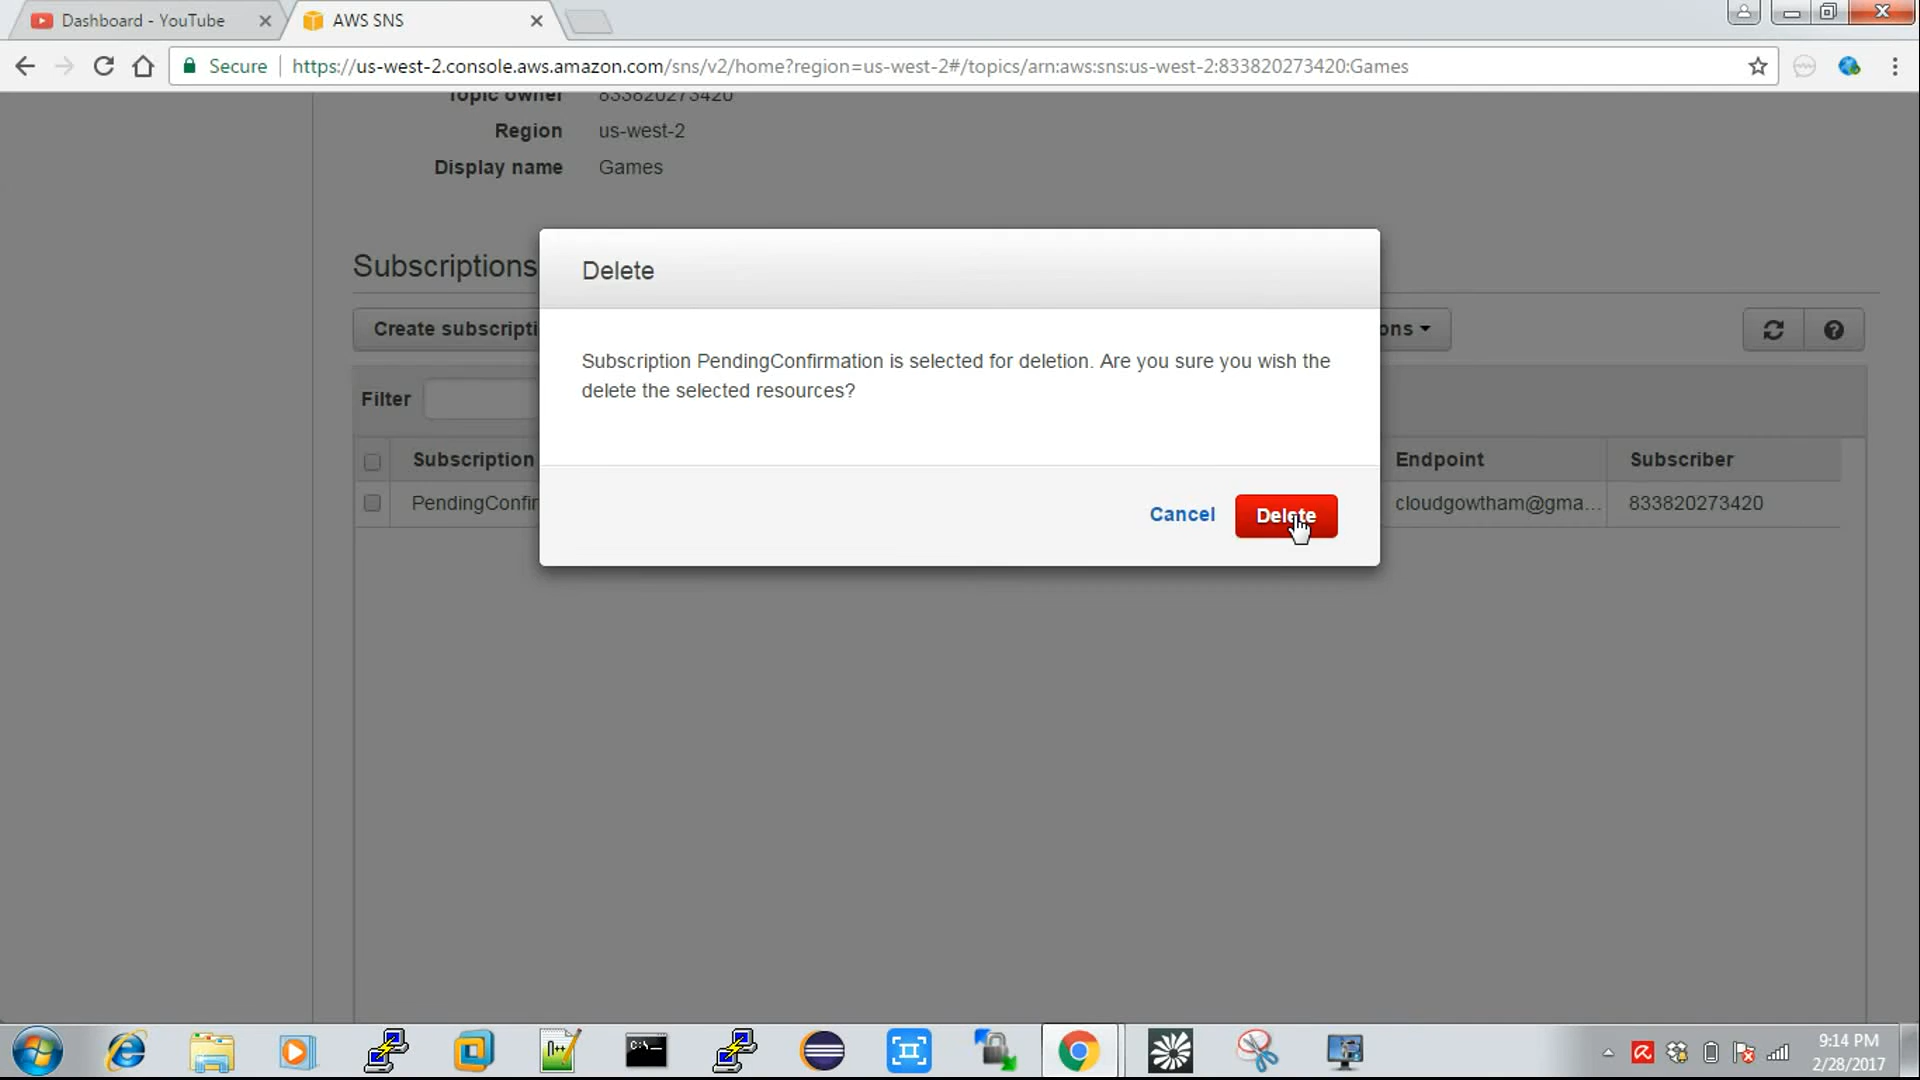 Dashboard - YouTube
AWS SNS
Secure
https://us-west-2.console.aws.amazon.com/sns/v2/home?region=us-west-2#/topics/arn:aws:sns:us-west-2:833820273420:Games
Topic owner 833820273420
Region us-west-2
Display name Games
Delete
Subscriptions
Create subscripti
ons
Subscription PendingConfirmation is selected for deletion. Are you sure you wish the
delete the selected resources?
Filter
Subscription Endpoint Subscriber
PendingConfir cloudgowtham@gma... 833820273420
Cancel Delete
9:14 PM
2/28/2017